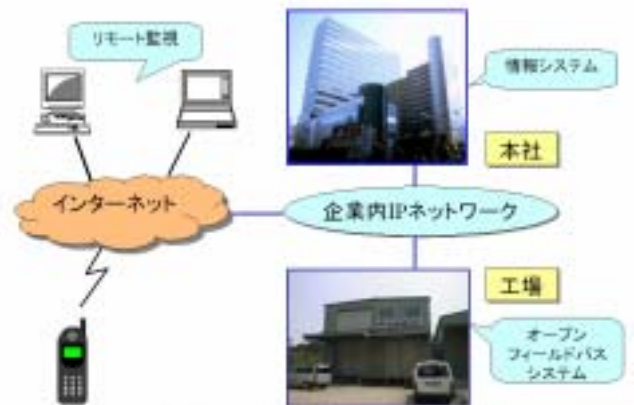 リモート監視
情報システム
本社
インターネット
企業内IPネットワーク
工場
オープン
フィールドバス
システム